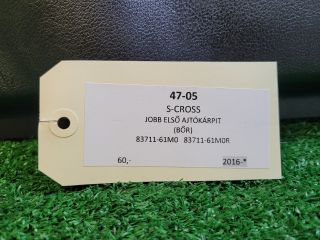 47-05
S-CROSS
JOBB ELSŐ AJTÓKÁRPIT
(BŐR)
83711-61M0 83711-61M0R
60,- 2016-*